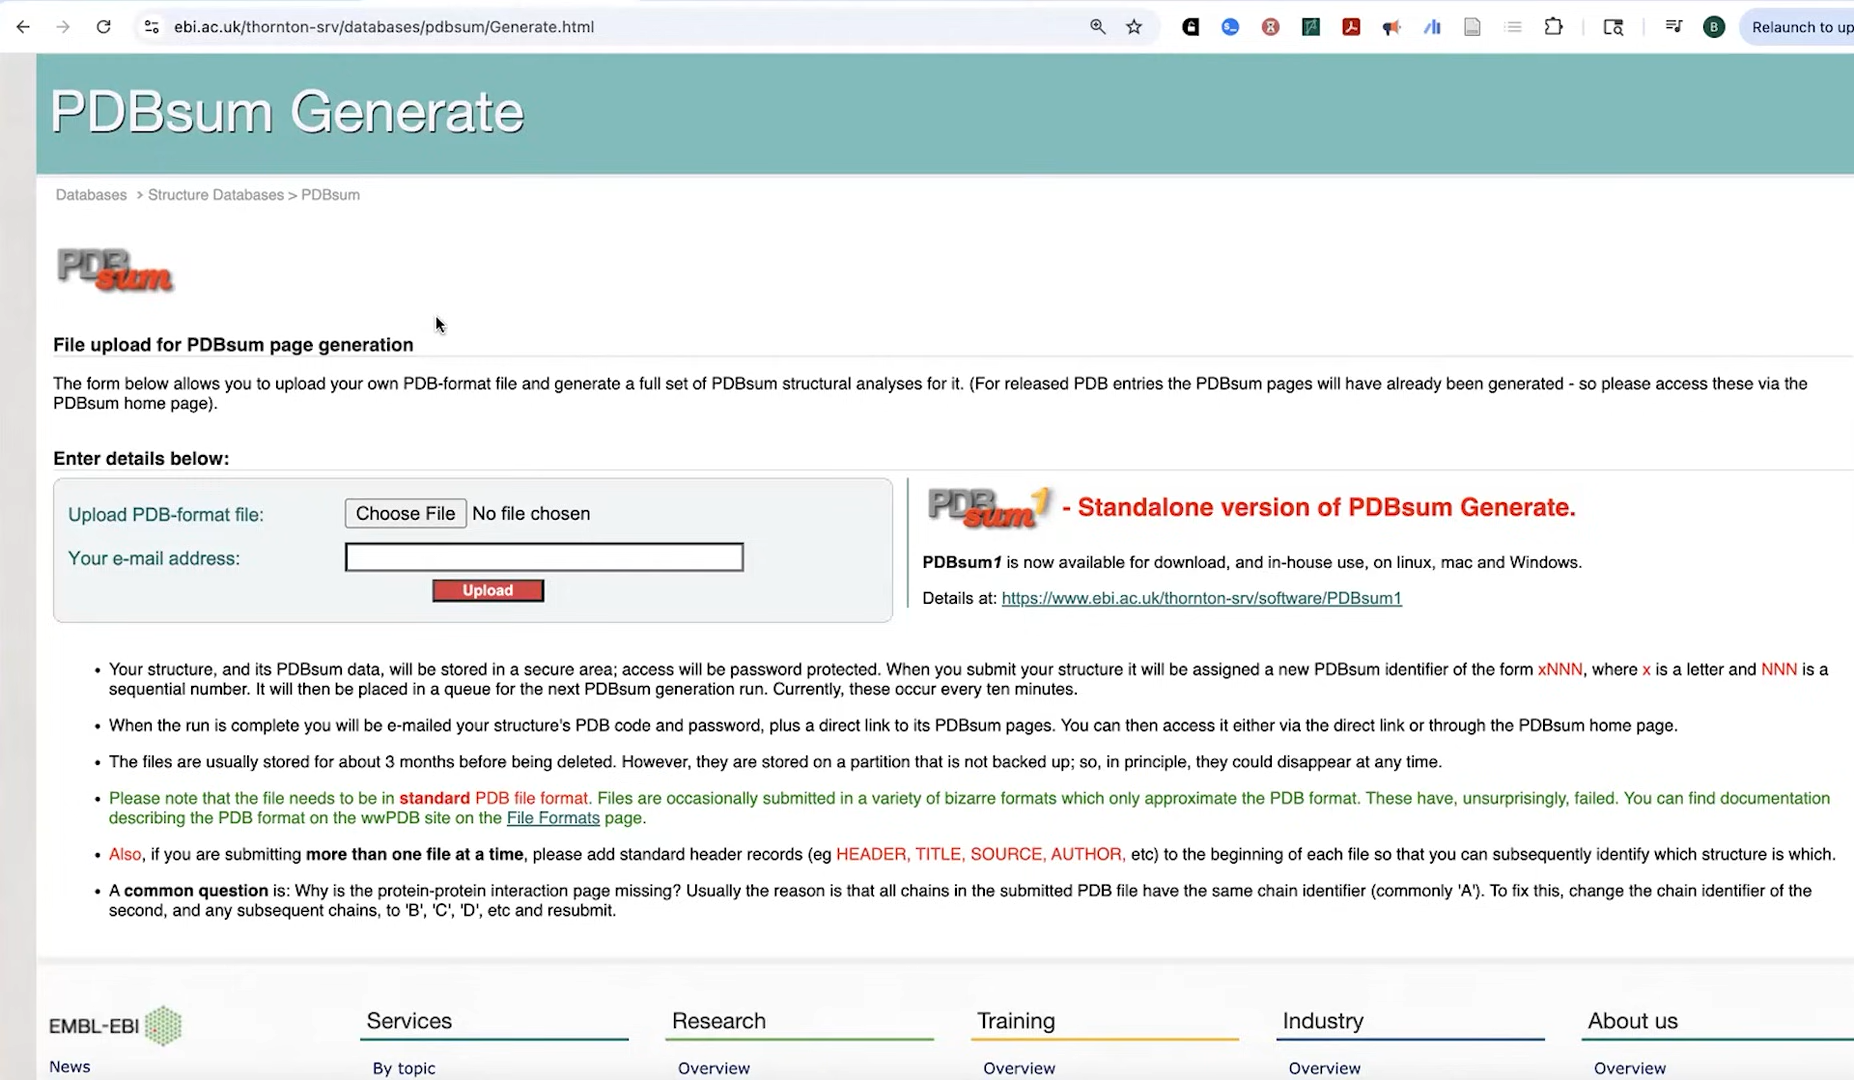 ebi.ac.uk/thornton-srv/databases/pdbsum/Generate.html
B
Relaunch to up
PDBsum Generate
Databases > Structure Databases > PDBsum
PDBsum
File upload for PDBsum page generation
The form below allows you to upload your own PDB-format file and generate a full set of PDBsum structural analyses for it. (For released PDB entries the PDBsum pages will have already been generated - so please access these via the
PDBsum home page).
Enter details below:
Upload PDB-format file: Choose File No file chosen
Your e-mail address:
Upload
PDBsum1 - Standalone version of PDBsum Generate.
PDBsum1 is now available for download, and in-house use, on linux, mac and Windows.
Details at: https://www.ebi.ac.uk/thornton-srv/software/PDBsum1
• Your structure, and its PDBsum data, will be stored in a secure area; access will be password protected. When you submit your structure it will be assigned a new PDBsum identifier of the form xNNN, where x is a letter and NNN is a
sequential number. It will then be placed in a queue for the next PDBsum generation run. Currently, these occur every ten minutes.
• When the run is complete you will be e-mailed your structure's PDB code and password, plus a direct link to its PDBsum pages. You can then access it either via the direct link or through the PDBsum home page.
• The files are usually stored for about 3 months before being deleted. However, they are stored on a partition that is not backed up; so, in principle, they could disappear at any time.
• Please note that the file needs to be in standard PDB file format. Files are occasionally submitted in a variety of bizarre formats which only approximate the PDB format. These have, unsurprisingly, failed. You can find documentation
describing the PDB format on the wwPDB site on the File Formats page.
• Also, if you are submitting more than one file at a time, please add standard header records (eg HEADER, TITLE, SOURCE, AUTHOR, etc) to the beginning of each file so that you can subsequently identify which structure is which.
• A common question is: Why is the protein-protein interaction page missing? Usually the reason is that all chains in the submitted PDB file have the same chain identifier (commonly 'A'). To fix this, change the chain identifier of the
second, and any subsequent chains, to 'B', 'C', 'D', etc and resubmit.
EMBL-EBI
News
Services
By topic
Research
Overview
Training
Overview
Industry
Overview
About us
Overview